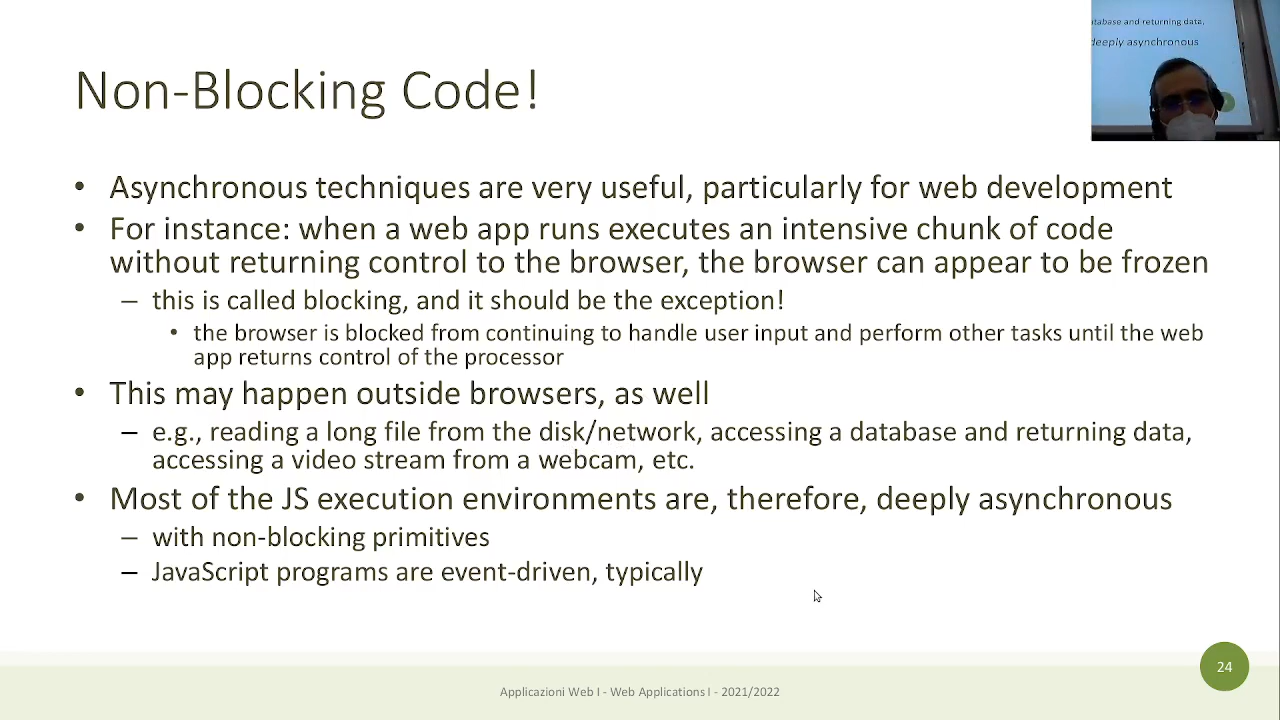 Non-Blocking Code!
• Asynchronous techniques are very useful, particularly for web development
• For instance: when a web app runs executes an intensive chunk of code
without returning control to the browser, the browser can appear to be frozen
– this is called blocking, and it should be the exception!
• the browser is blocked from continuing to handle user input and perform other tasks until the web
app returns control of the processor
• This may happen outside browsers, as well
– e.g., reading a long file from the disk/network, accessing a database and returning data,
accessing a video stream from a webcam, etc.
• Most of the JS execution environments are, therefore, deeply asynchronous
– with non-blocking primitives
– JavaScript programs are event-driven, typically
24
Applicazioni Web I - Web Applications I - 2021/2022
tabase and returning data,
deeply asynchronous